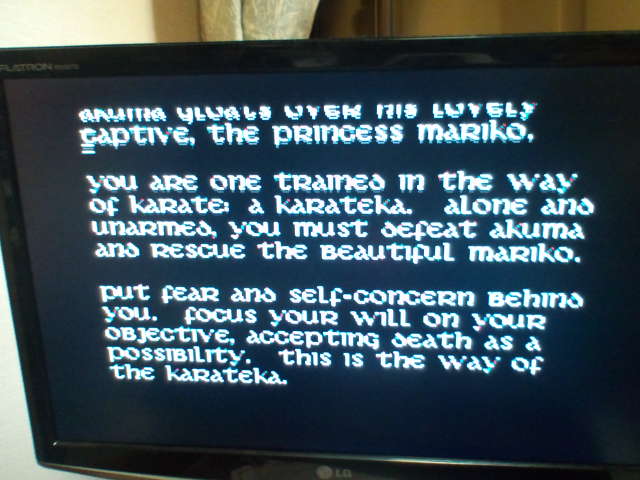 FLATRON
akuma gloats over his lovely
captive, the princess mariko.
you are one trained in the way
of karate: a karateka. alone and
unarmed, you must defeat akuma
and rescue the beautiful mariko.
put fear and self-concern behind
you. focus your will on your
objective, accepting death as a
possibility. this is the way of
the karateka.
LG